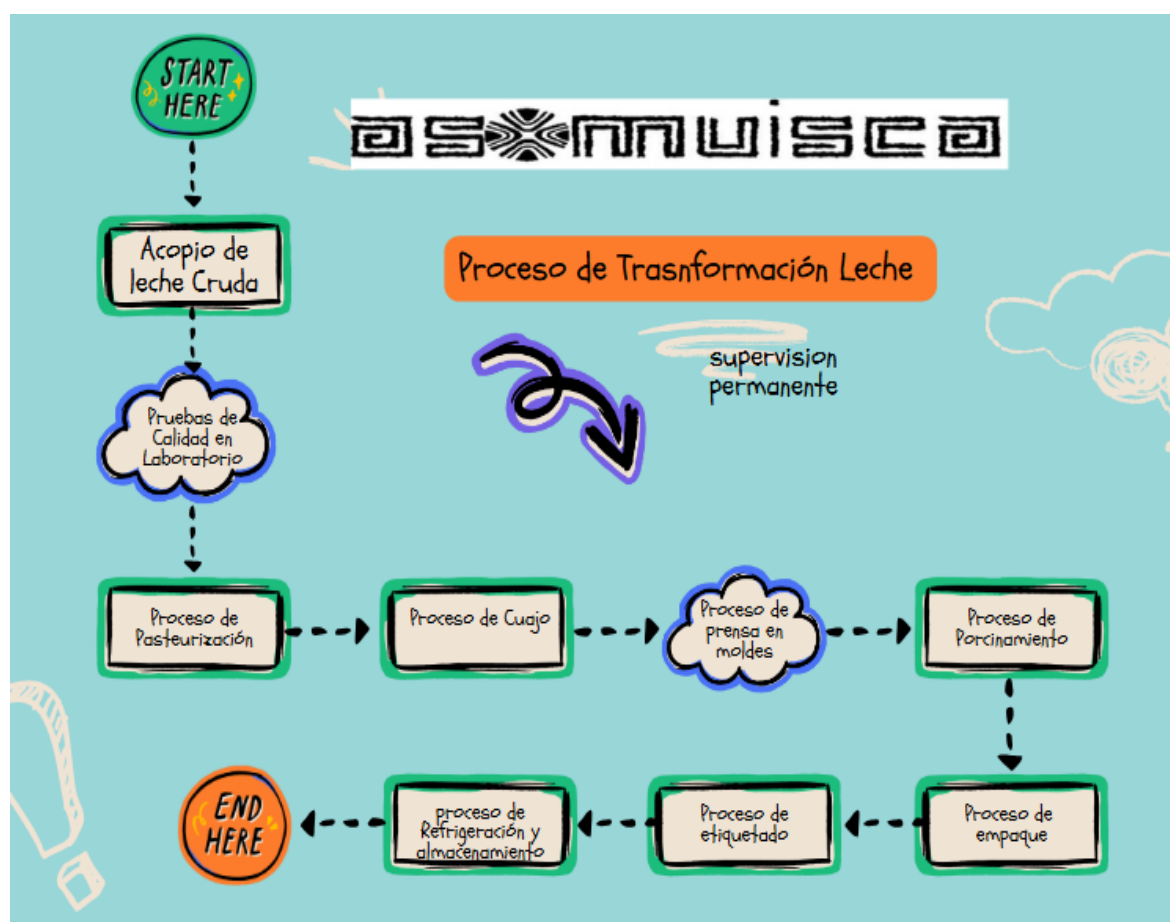 START
HERE
asomuisca
Acopio de
leche Cruda
Proceso de Trasnformación Leche
supervision
permanente
Pruebas de
Calidad en
Laboratorio
Proceso de
Pasteurización
Proceso de Cuajo
Proceso de
prensa en
moldes
Proceso de
Porcinamiento
Proceso de
empaque
Proceso de
etiquetado
proceso de
Refrigeración y
almacenamiento
END
HERE